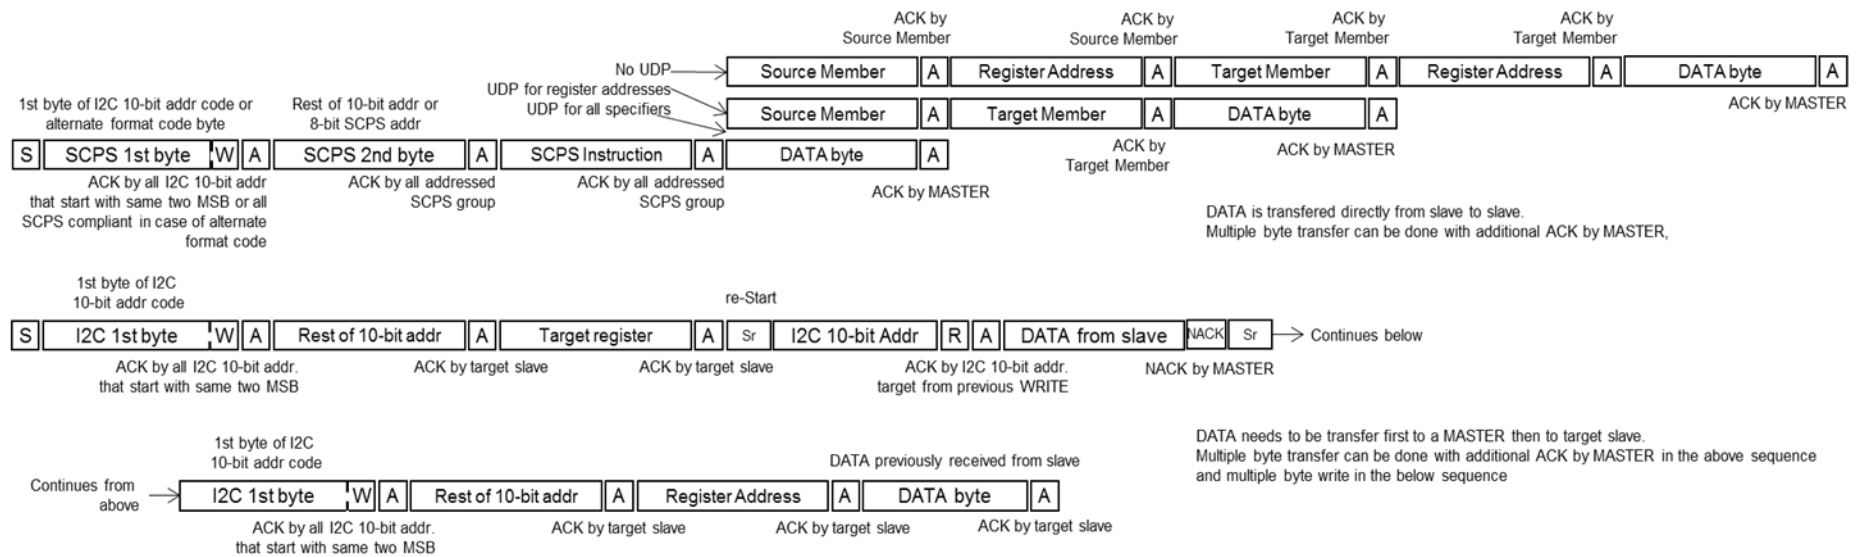 ACK by
Source Member
ACK by
Source Member
ACK by
Target Member
ACK by
Target Member
No UDP
Source Member A Register Address A Target Member A Register Address A DATA byte A
UDP for register addresses
ACK by MASTER
UDP for all specifiers
Source Member A Target Member A DATA byte A
1st byte of I2C 10-bit addr code or
alternate format code byte
Rest of 10-bit addr or
8-bit SCPS addr
ACK by
Target Member
ACK by MASTER
S SCPS 1st byte W A SCPS 2nd byte A SCPS Instruction A DATA byte A
ACK by all I2C 10-bit addr
that start with same two MSB or all
SCPS compliant in case of alternate
format code
ACK by all addressed
SCPS group
ACK by all addressed
SCPS group
ACK by MASTER
DATA is transfered directly from slave to slave.
Multiple byte transfer can be done with additional ACK by MASTER,
1st byte of I2C
10-bit addr code
re-Start
S I2C 1st byte W A Rest of 10-bit addr A Target register A Sr I2C 10-bit Addr R A DATA from slave NACK Sr Continues below
ACK by all I2C 10-bit addr.
that start with same two MSB
ACK by target slave
ACK by target slave
ACK by I2C 10-bit addr.
target from previous WRITE
NACK by MASTER
1st byte of I2C
10-bit addr code
DATA previously received from slave
DATA needs to be transfer first to a MASTER then to target slave.
Multiple byte transfer can be done with additional ACK by MASTER in the above sequence
and multiple byte write in the below sequence
Continues from
above
I2C 1st byte W A Rest of 10-bit addr A Register Address A DATA byte A
ACK by all I2C 10-bit addr.
that start with same two MSB
ACK by target slave
ACK by target slave
ACK by target slave